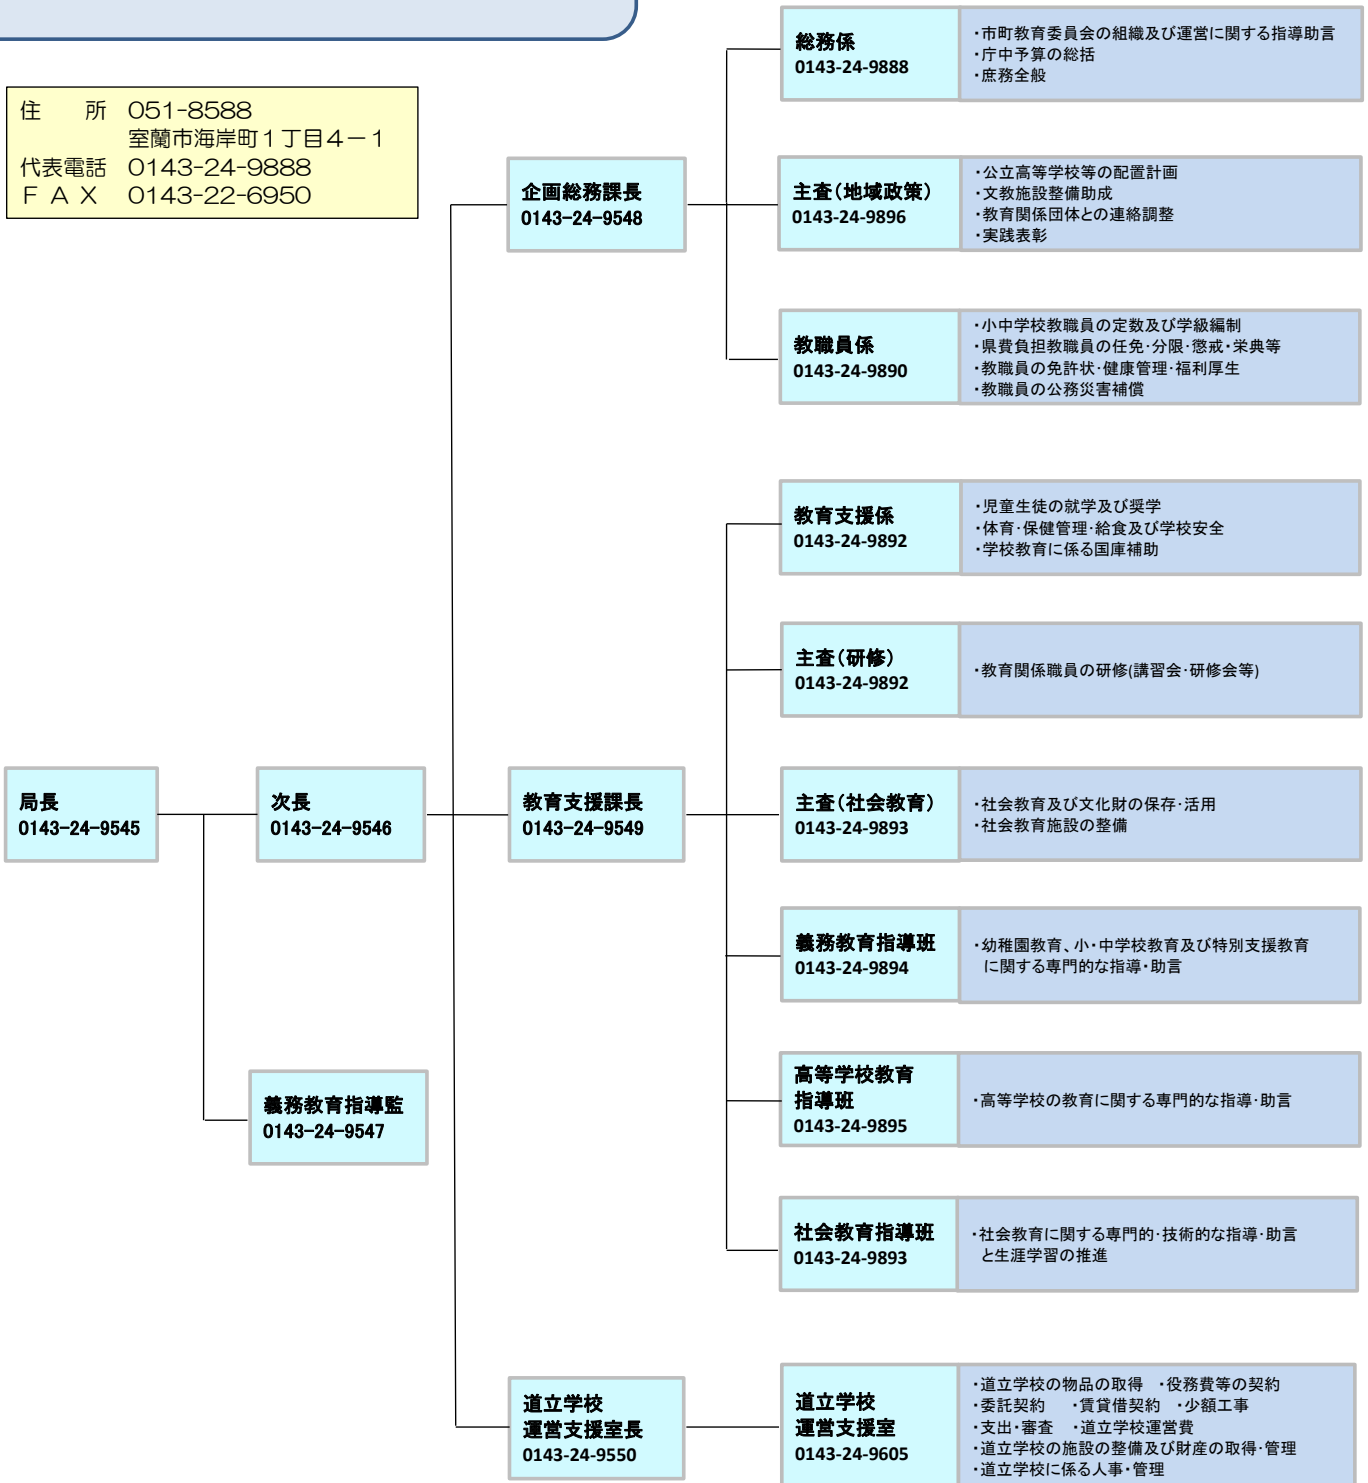 住　　所　051-8588
室蘭市海岸町１丁目４－１
代表電話　0143-24-9888
ＦＡＸ　0143-22-6950
局長
0143-24-9545
次長
0143-24-9546
義務教育指導監
0143-24-9547
企画総務課長
0143-24-9548
総務係
0143-24-9888
・市町教育委員会の組織及び運営に関する指導助言
・庁中予算の総括
・庶務全般
主査（地域政策）
0143-24-9896
・公立高等学校等の配置計画
・文教施設整備助成
・教育関係団体との連絡調整
・実践表彰
教職員係
0143-24-9890
・小中学校教職員の定数及び学級編制
・県費負担教職員の任免・分限・懲戒・栄典等
・教職員の免許状・健康管理・福利厚生
・教職員の公務災害補償
教育支援課長
0143-24-9549
教育支援係
0143-24-9892
・児童生徒の就学及び奨学
・体育・保健管理・給食及び学校安全
・学校教育に係る国庫補助
主査（研修）
0143-24-9892
・教育関係職員の研修(講習会・研修会等)
主査（社会教育）
0143-24-9893
・社会教育及び文化財の保存・活用
・社会教育施設の整備
義務教育指導班
0143-24-9894
・幼稚園教育、小・中学校教育及び特別支援教育
に関する専門的な指導・助言
高等学校教育
指導班
0143-24-9895
・高等学校の教育に関する専門的な指導・助言
社会教育指導班
0143-24-9893
・社会教育に関する専門的・技術的な指導・助言
と生涯学習の推進
道立学校
運営支援室長
0143-24-9550
道立学校
運営支援室
0143-24-9605
・道立学校の物品の取得　・役務費等の契約
・委託契約　・賃貸借契約　・少額工事
・支出・審査　・道立学校運営費
・道立学校の施設の整備及び財産の取得・管理
・道立学校に係る人事・管理